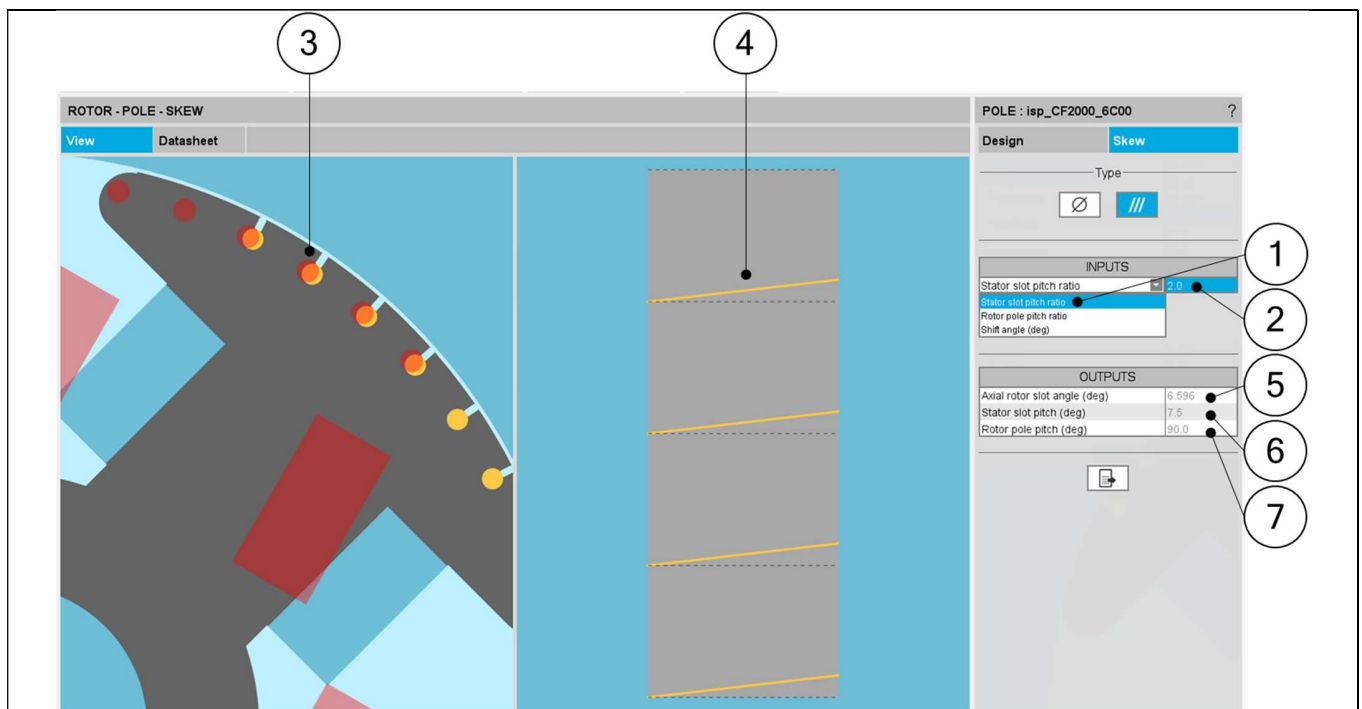 3
4
ROTOR - POLE - SKEW
View Datasheet
POLE : isp_CF2000_6C00 ?
Design Skew
Type
Ø ///
INPUTS
Stator slot pitch ratio 2.0
Stator slot pitch ratio
Rotor pole pitch ratio
Shift angle (deg)
1
2
OUTPUTS
Axial rotor slot angle (deg) 6.596
Stator slot pitch (deg) 7.5
Rotor pole pitch (deg) 90.0
5
6
7